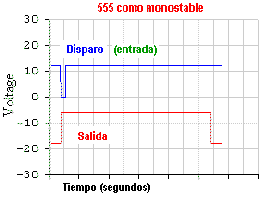 555 como monostable
30
20
Disparo (entrada)
10
0
Voltage
-10
Salida
-20
-30
Tiempo (segundos)